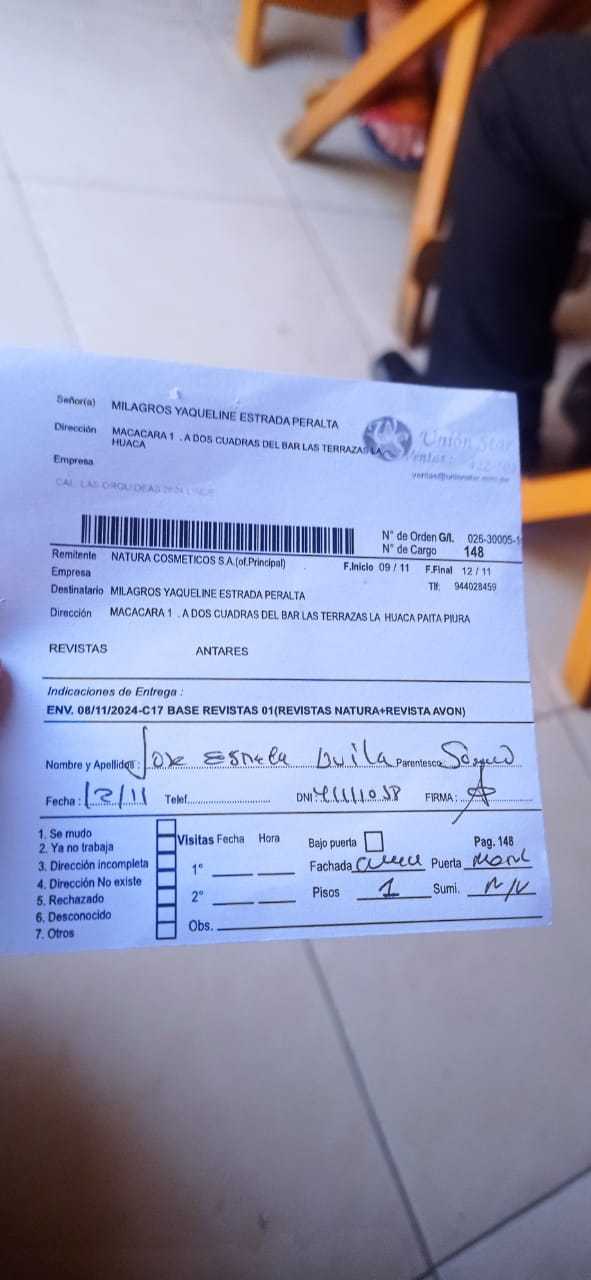 Señor(a) MILAGROS YAQUELINE ESTRADA PERALTA
Dirección MACACARA 1 . A DOS CUADRAS DEL BAR LAS TERRAZAS LA
HUACA
Empresa
CAL LAS ORQUIDEAS
Unión Star
Ventas:
N° de Orden G/I. 026-30005-1
N° de Cargo 148
Remitente NATURA COSMETICOS S.A.(of.Principal) F.Inicio 09 / 11 F.Final 12 / 11
Empresa Tlf: 944028459
Destinatario MILAGROS YAQUELINE ESTRADA PERALTA
Dirección MACACARA 1 . A DOS CUADRAS DEL BAR LAS TERRAZAS LA HUACA PAITA PIURA
REVISTAS ANTARES
Indicaciones de Entrega :
ENV. 08/11/2024-C17 BASE REVISTAS 01(REVISTAS NATURA+REVISTA AVON)
Nombre y Apellidos : Jose Parentesco
Fecha : 12/11 Telef. DNI FIRMA :
1. Se mudo
2. Ya no trabaja
3. Dirección incompleta
4. Dirección No existe
5. Rechazado
6. Desconocido
7. Otros
Visitas Fecha Hora
1°
2°
Obs.
Bajo puerta Pag. 148
Fachada Puerta
Pisos 1 Sumi. N/V